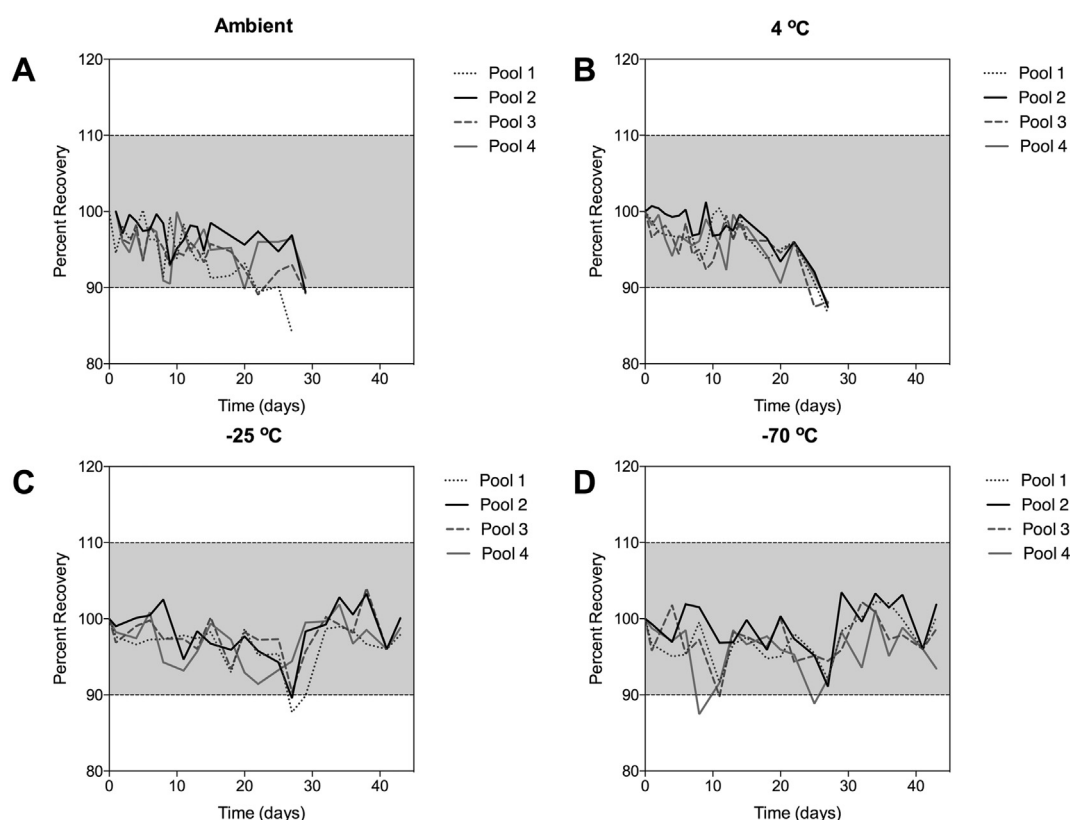 Ambient
A
120
110
100
90
80
Percent Recovery
0
10
20
30
40
Time (days)
Pool 1
Pool 2
Pool 3
Pool 4
4 ºC
B
120
110
100
90
80
Percent Recovery
0
10
20
30
40
Time (days)
Pool 1
Pool 2
Pool 3
Pool 4
-25 ºC
C
120
110
100
90
80
Percent Recovery
0
10
20
30
40
Time (days)
Pool 1
Pool 2
Pool 3
Pool 4
-70 ºC
D
120
110
100
90
80
Percent Recovery
0
10
20
30
40
Time (days)
Pool 1
Pool 2
Pool 3
Pool 4